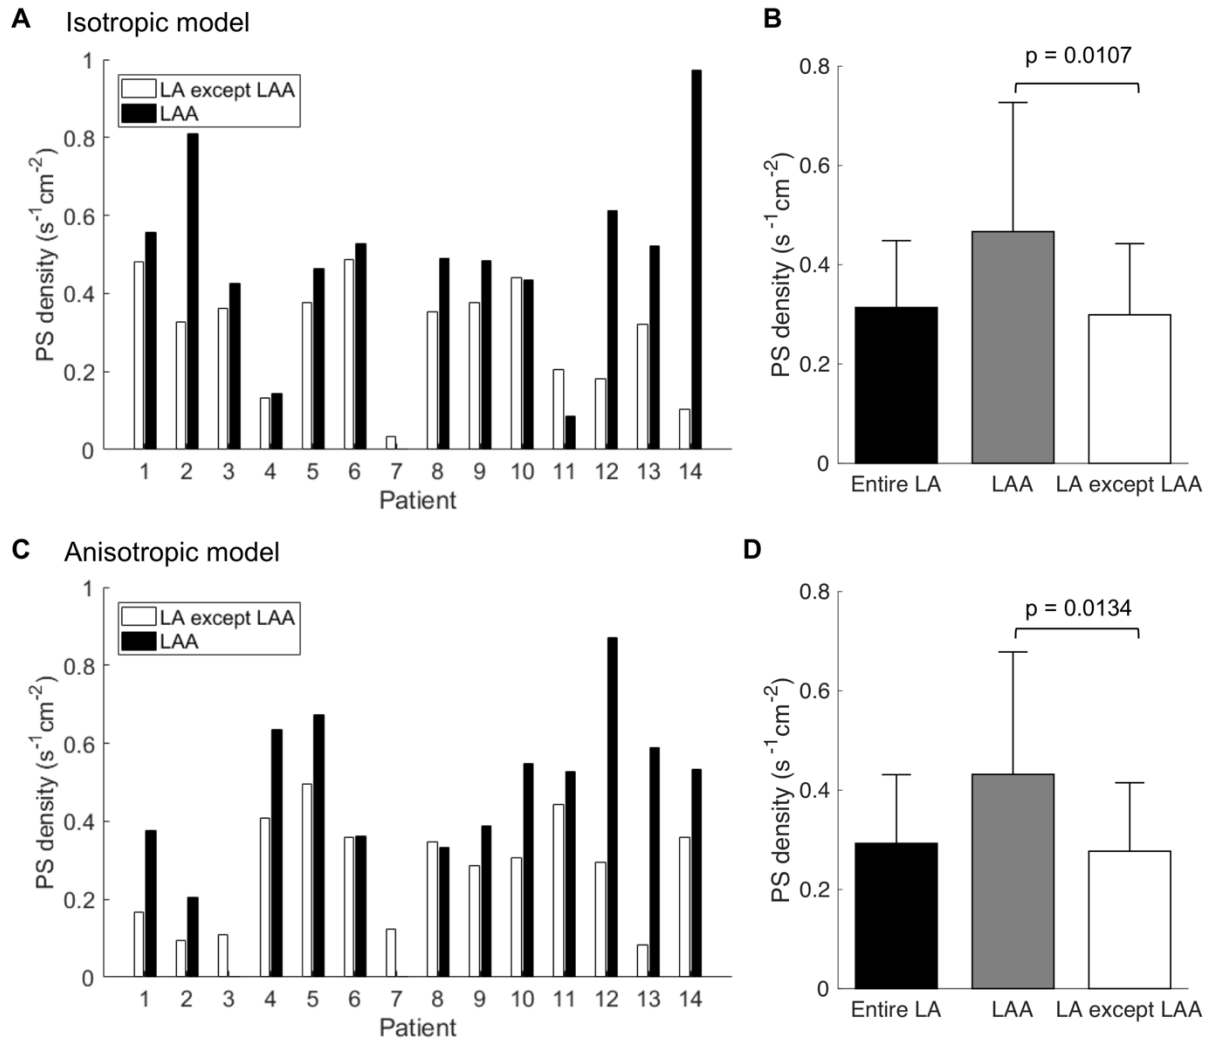 A Isotropic model
1
0.8
0.6
0.4
0.2
0
PS density (s⁻¹cm⁻²)
LA except LAA
LAA
1 2 3 4 5 6 7 8 9 10 11 12 13 14
Patient
B
p = 0.0107
0.8
0.6
0.4
0.2
0
PS density (s⁻¹cm⁻²)
Entire LA LAA LA except LAA
C Anisotropic model
1
0.8
0.6
0.4
0.2
0
PS density (s⁻¹cm⁻²)
LA except LAA
LAA
1 2 3 4 5 6 7 8 9 10 11 12 13 14
Patient
D
p = 0.0134
0.8
0.6
0.4
0.2
0
PS density (s⁻¹cm⁻²)
Entire LA LAA LA except LAA